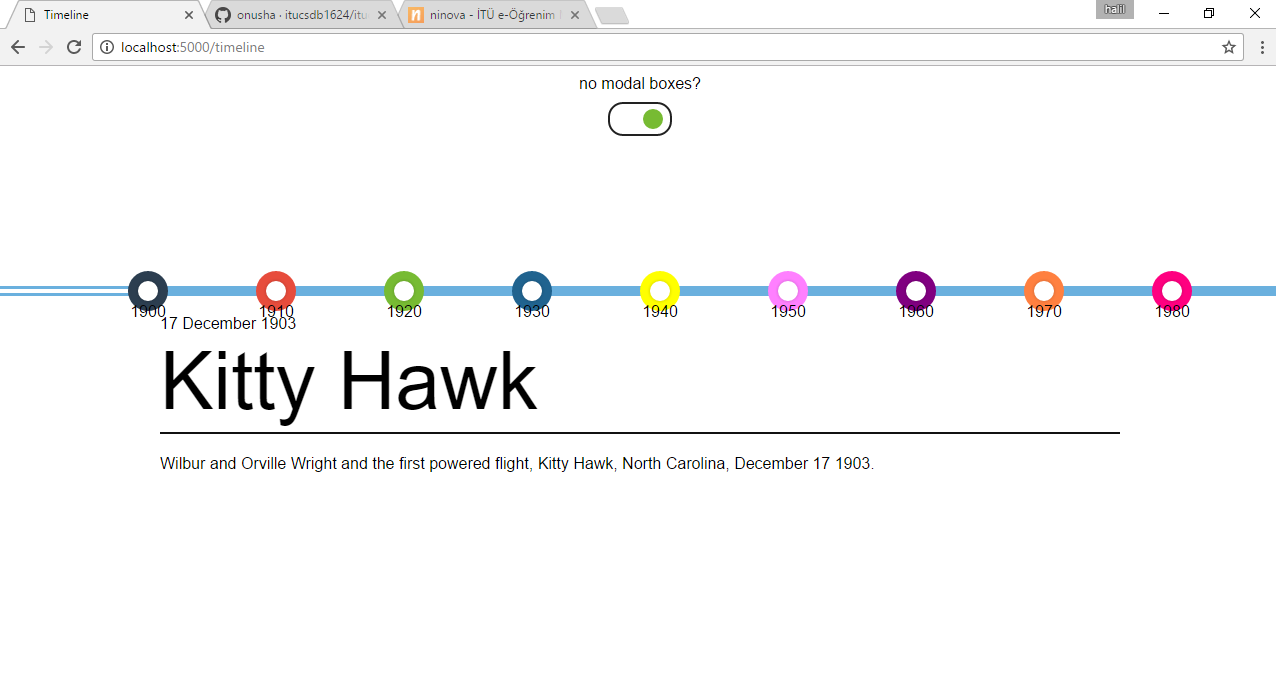 Timeline
onusha · itucsdb1624/itu
ninova - İTÜ e-Öğrenim
halil
localhost:5000/timeline
no modal boxes?
1900 1910 1920 1930 1940 1950 1960 1970 1980
17 December 1903
Kitty Hawk
Wilbur and Orville Wright and the first powered flight, Kitty Hawk, North Carolina, December 17 1903.